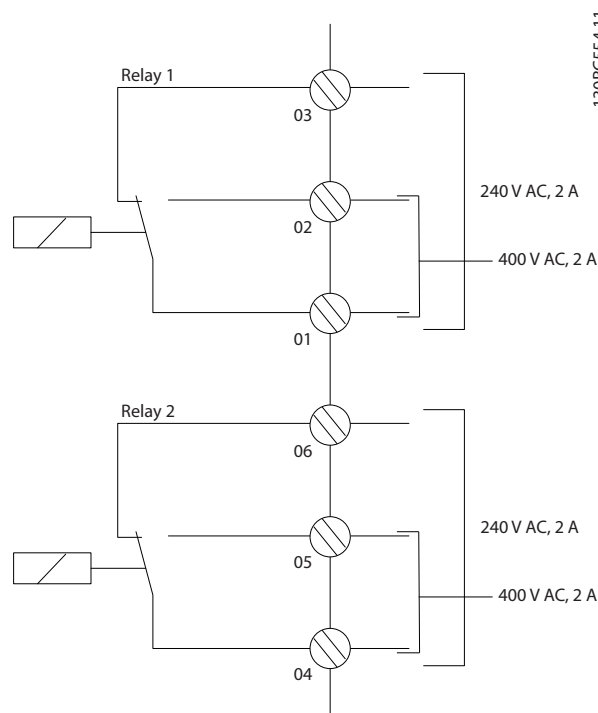 Relay 1
03
240 V AC, 2 A
02
400 V AC, 2 A
01
Relay 2
06
240 V AC, 2 A
05
400 V AC, 2 A
04